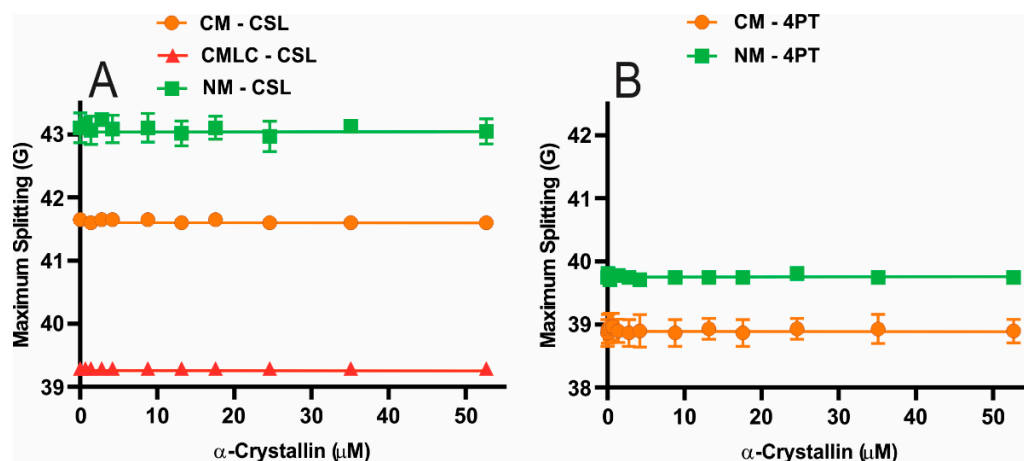 CM - CSL
CMLC - CSL
NM - CSL
A
43
42
41
40
39
Maximum Splitting (G)
0 10 20 30 40 50
α-Crystallin (μM)
CM - 4PT
NM - 4PT
B
42
41
40
39
38
Maximum Splitting (G)
0 10 20 30 40 50
α-Crystallin (μM)